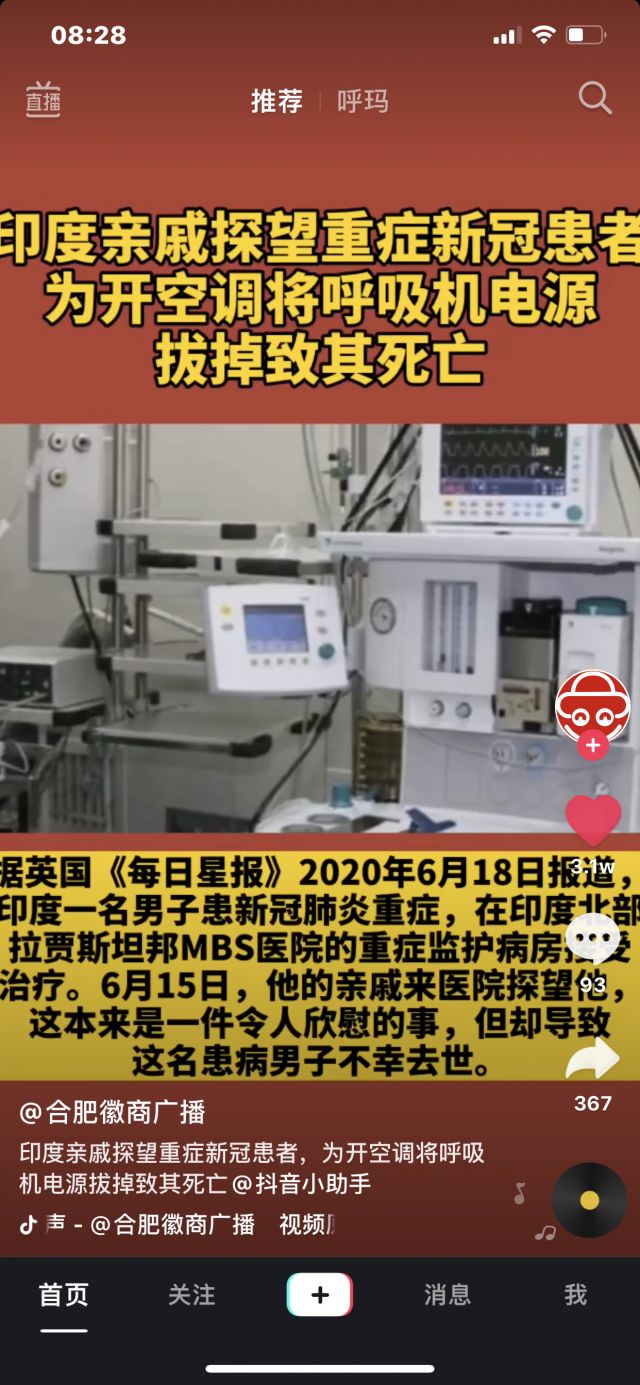 08:28
直播
推荐 呼玛
印度亲戚探望重症新冠患者
为开空调将呼吸机电源
拔掉致其死亡
据英国《每日星报》2020年6月18日报道，
3.1w
印度一名男子患新冠肺炎重症，在印度北部
拉贾斯坦邦MBS医院的重症监护病房接受
治疗。6月15日，他的亲戚来医院探望他，
93
这本来是一件令人欣慰的事，但却导致
这名患病男子不幸去世。
367
@合肥徽商广播
印度亲戚探望重症新冠患者，为开空调将呼吸
机电源拔掉致其死亡@抖音小助手
声 - @合肥徽商广播 视频
首页 关注 消息 我